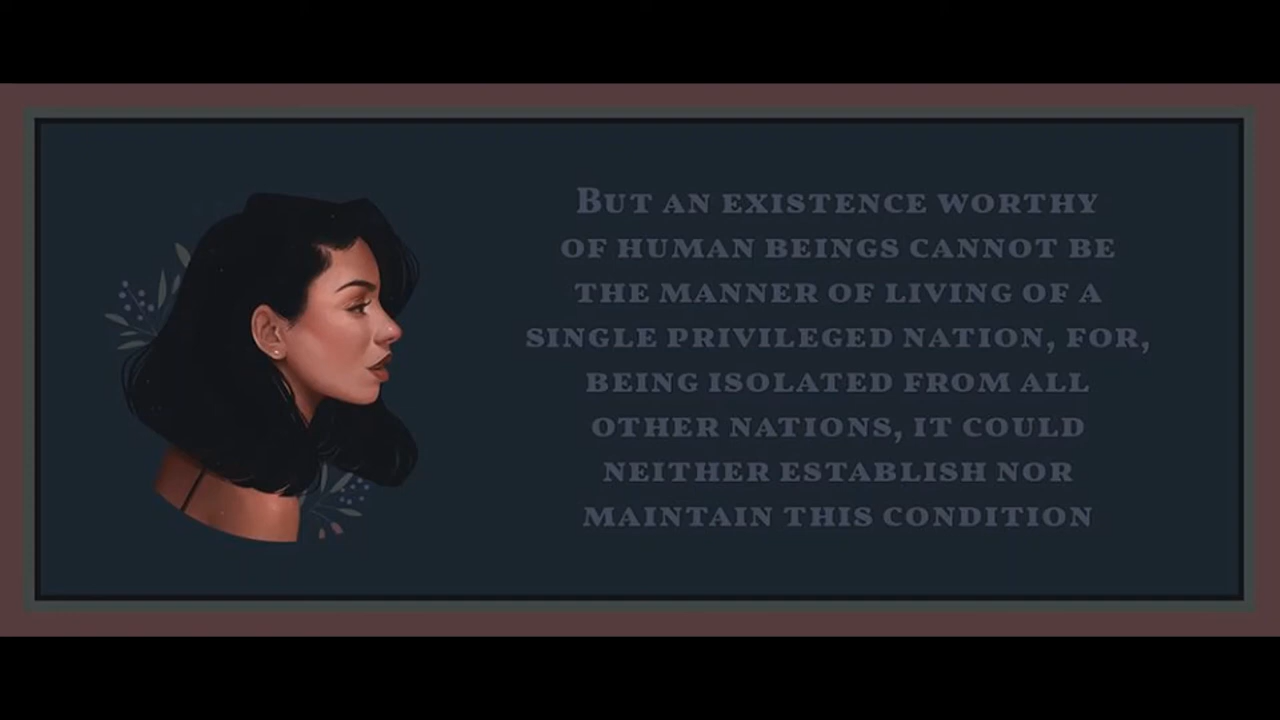 But an existence worthy
of human beings cannot be
the manner of living of a
single privileged nation, for,
being isolated from all
other nations, it could
neither establish nor
maintain this condition